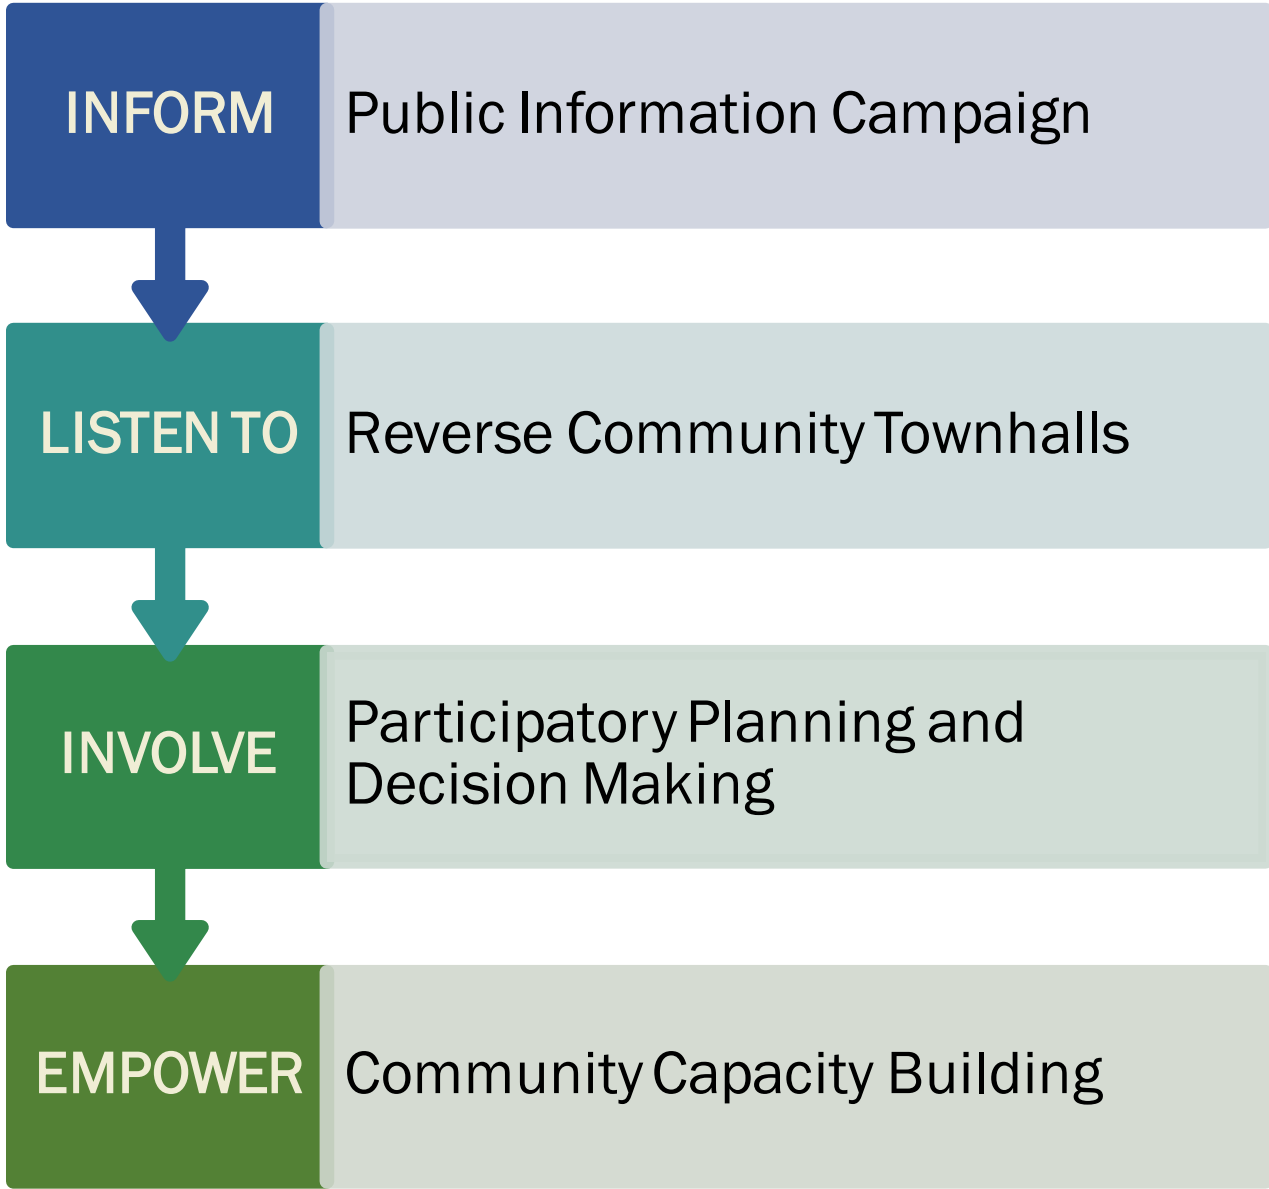 INFORM
Public Information Campaign
LISTEN TO
Reverse Community Townhalls
INVOLVE
Participatory Planning and
Decision Making
EMPOWER
Community Capacity Building